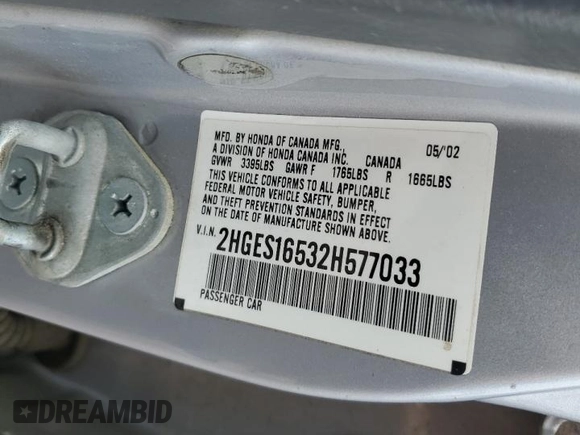 MFD. BY HONDA OF CANADA MFG., 05/'02
A DIVISION OF HONDA CANADA INC. CANADA
GVWR 3395LBS GAWR F 1765LBS R 1665LBS
THIS VEHICLE CONFORMS TO ALL APPLICABLE
FEDERAL MOTOR VEHICLE SAFETY, BUMPER,
AND THEFT PREVENTION STANDARDS IN EFFECT
ON THE DATE OF MANUFACTURE SHOWN ABOVE.
V.I.N. 2HGES16532H577033
PASSENGER CAR
DREAMBID